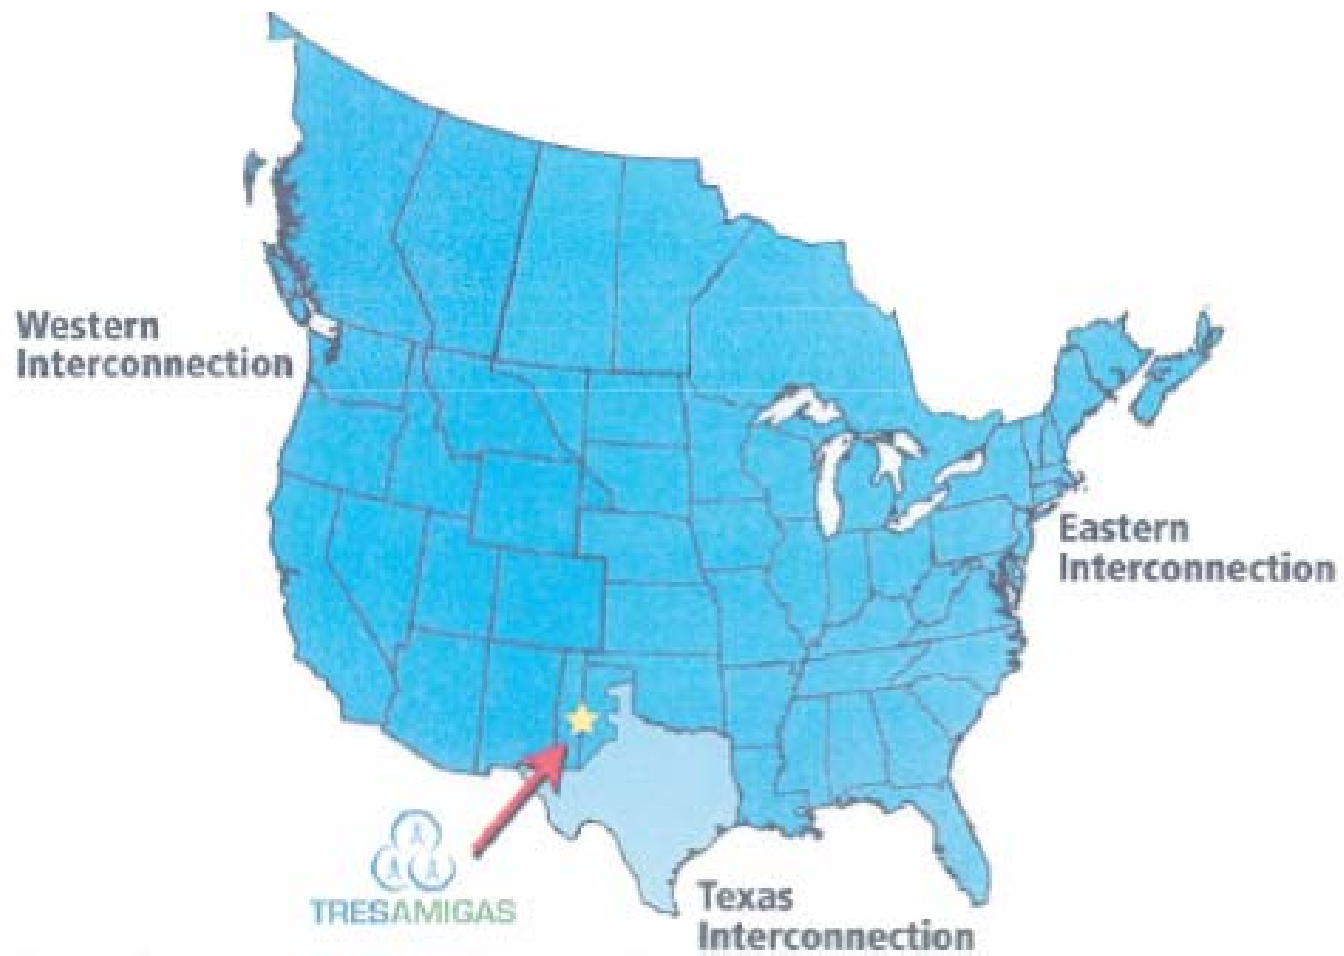 Western
Interconnection
Eastern
Interconnection
TRESAMIGAS
Texas
Interconnection